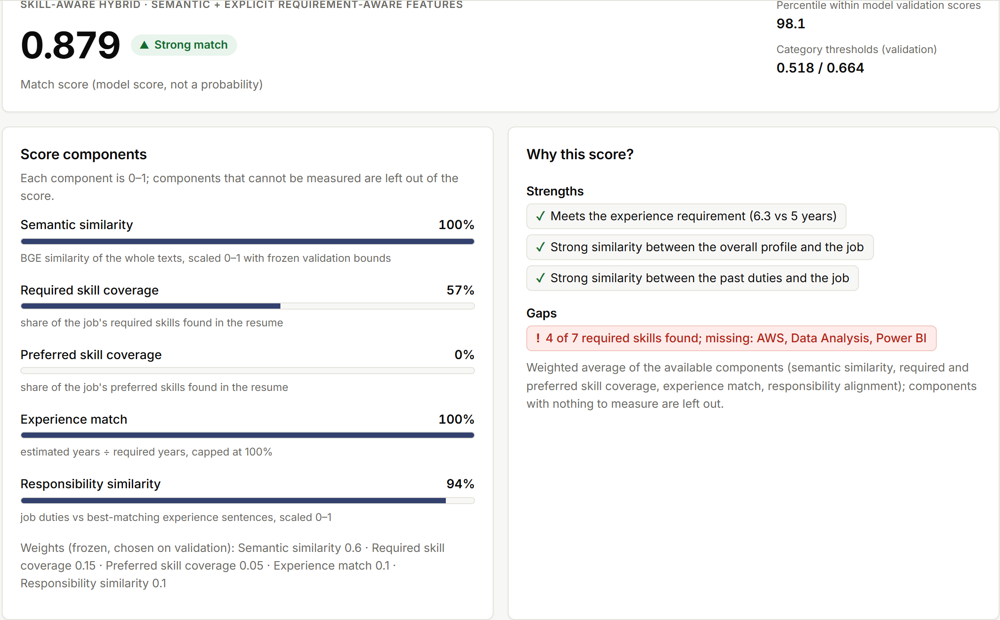 SKILL-AWARE HYBRID · SEMANTIC + EXPLICIT REQUIREMENT-AWARE FEATURES
0.879
▲ Strong match
Match score (model score, not a probability)
Percentile within model validation scores
98.1
Category thresholds (validation)
0.518 / 0.664
Score components
Each component is 0–1; components that cannot be measured are left out of the
score.
Semantic similarity 100%
BGE similarity of the whole texts, scaled 0–1 with frozen validation bounds
Required skill coverage 57%
share of the job's required skills found in the resume
Preferred skill coverage 0%
share of the job's preferred skills found in the resume
Experience match 100%
estimated years ÷ required years, capped at 100%
Responsibility similarity 94%
job duties vs best-matching experience sentences, scaled 0–1
Weights (frozen, chosen on validation): Semantic similarity 0.6 · Required skill
coverage 0.15 · Preferred skill coverage 0.05 · Experience match 0.1 ·
Responsibility similarity 0.1
Why this score?
Strengths
✓ Meets the experience requirement (6.3 vs 5 years)
✓ Strong similarity between the overall profile and the job
✓ Strong similarity between the past duties and the job
Gaps
! 4 of 7 required skills found; missing: AWS, Data Analysis, Power BI
Weighted average of the available components (semantic similarity, required and
preferred skill coverage, experience match, responsibility alignment); components
with nothing to measure are left out.